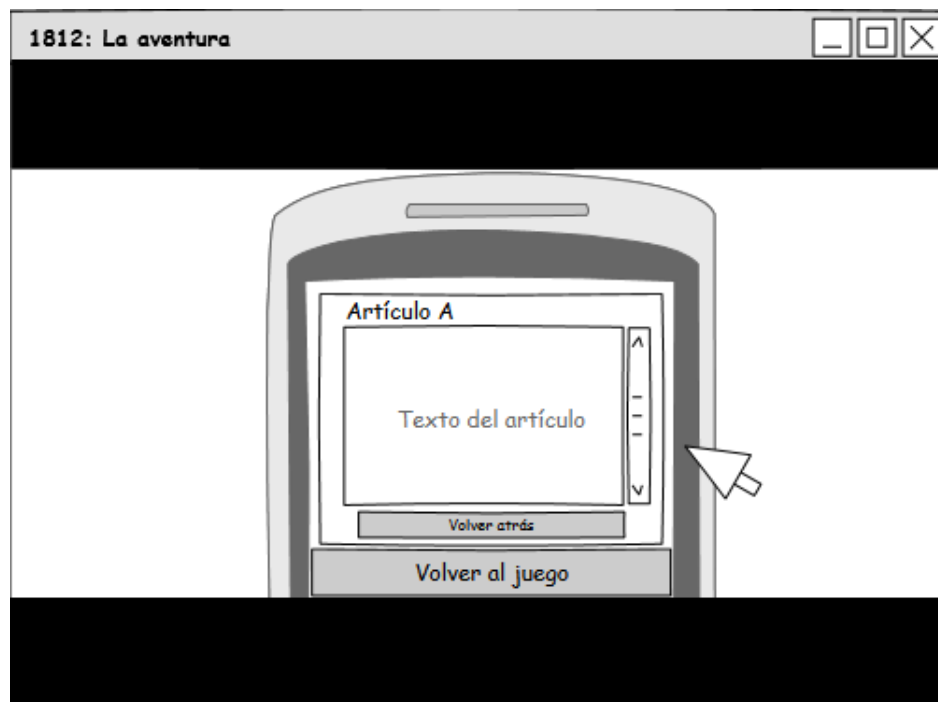 1812: La aventura
Artículo A
Texto del artículo
Volver atrás
Volver al juego